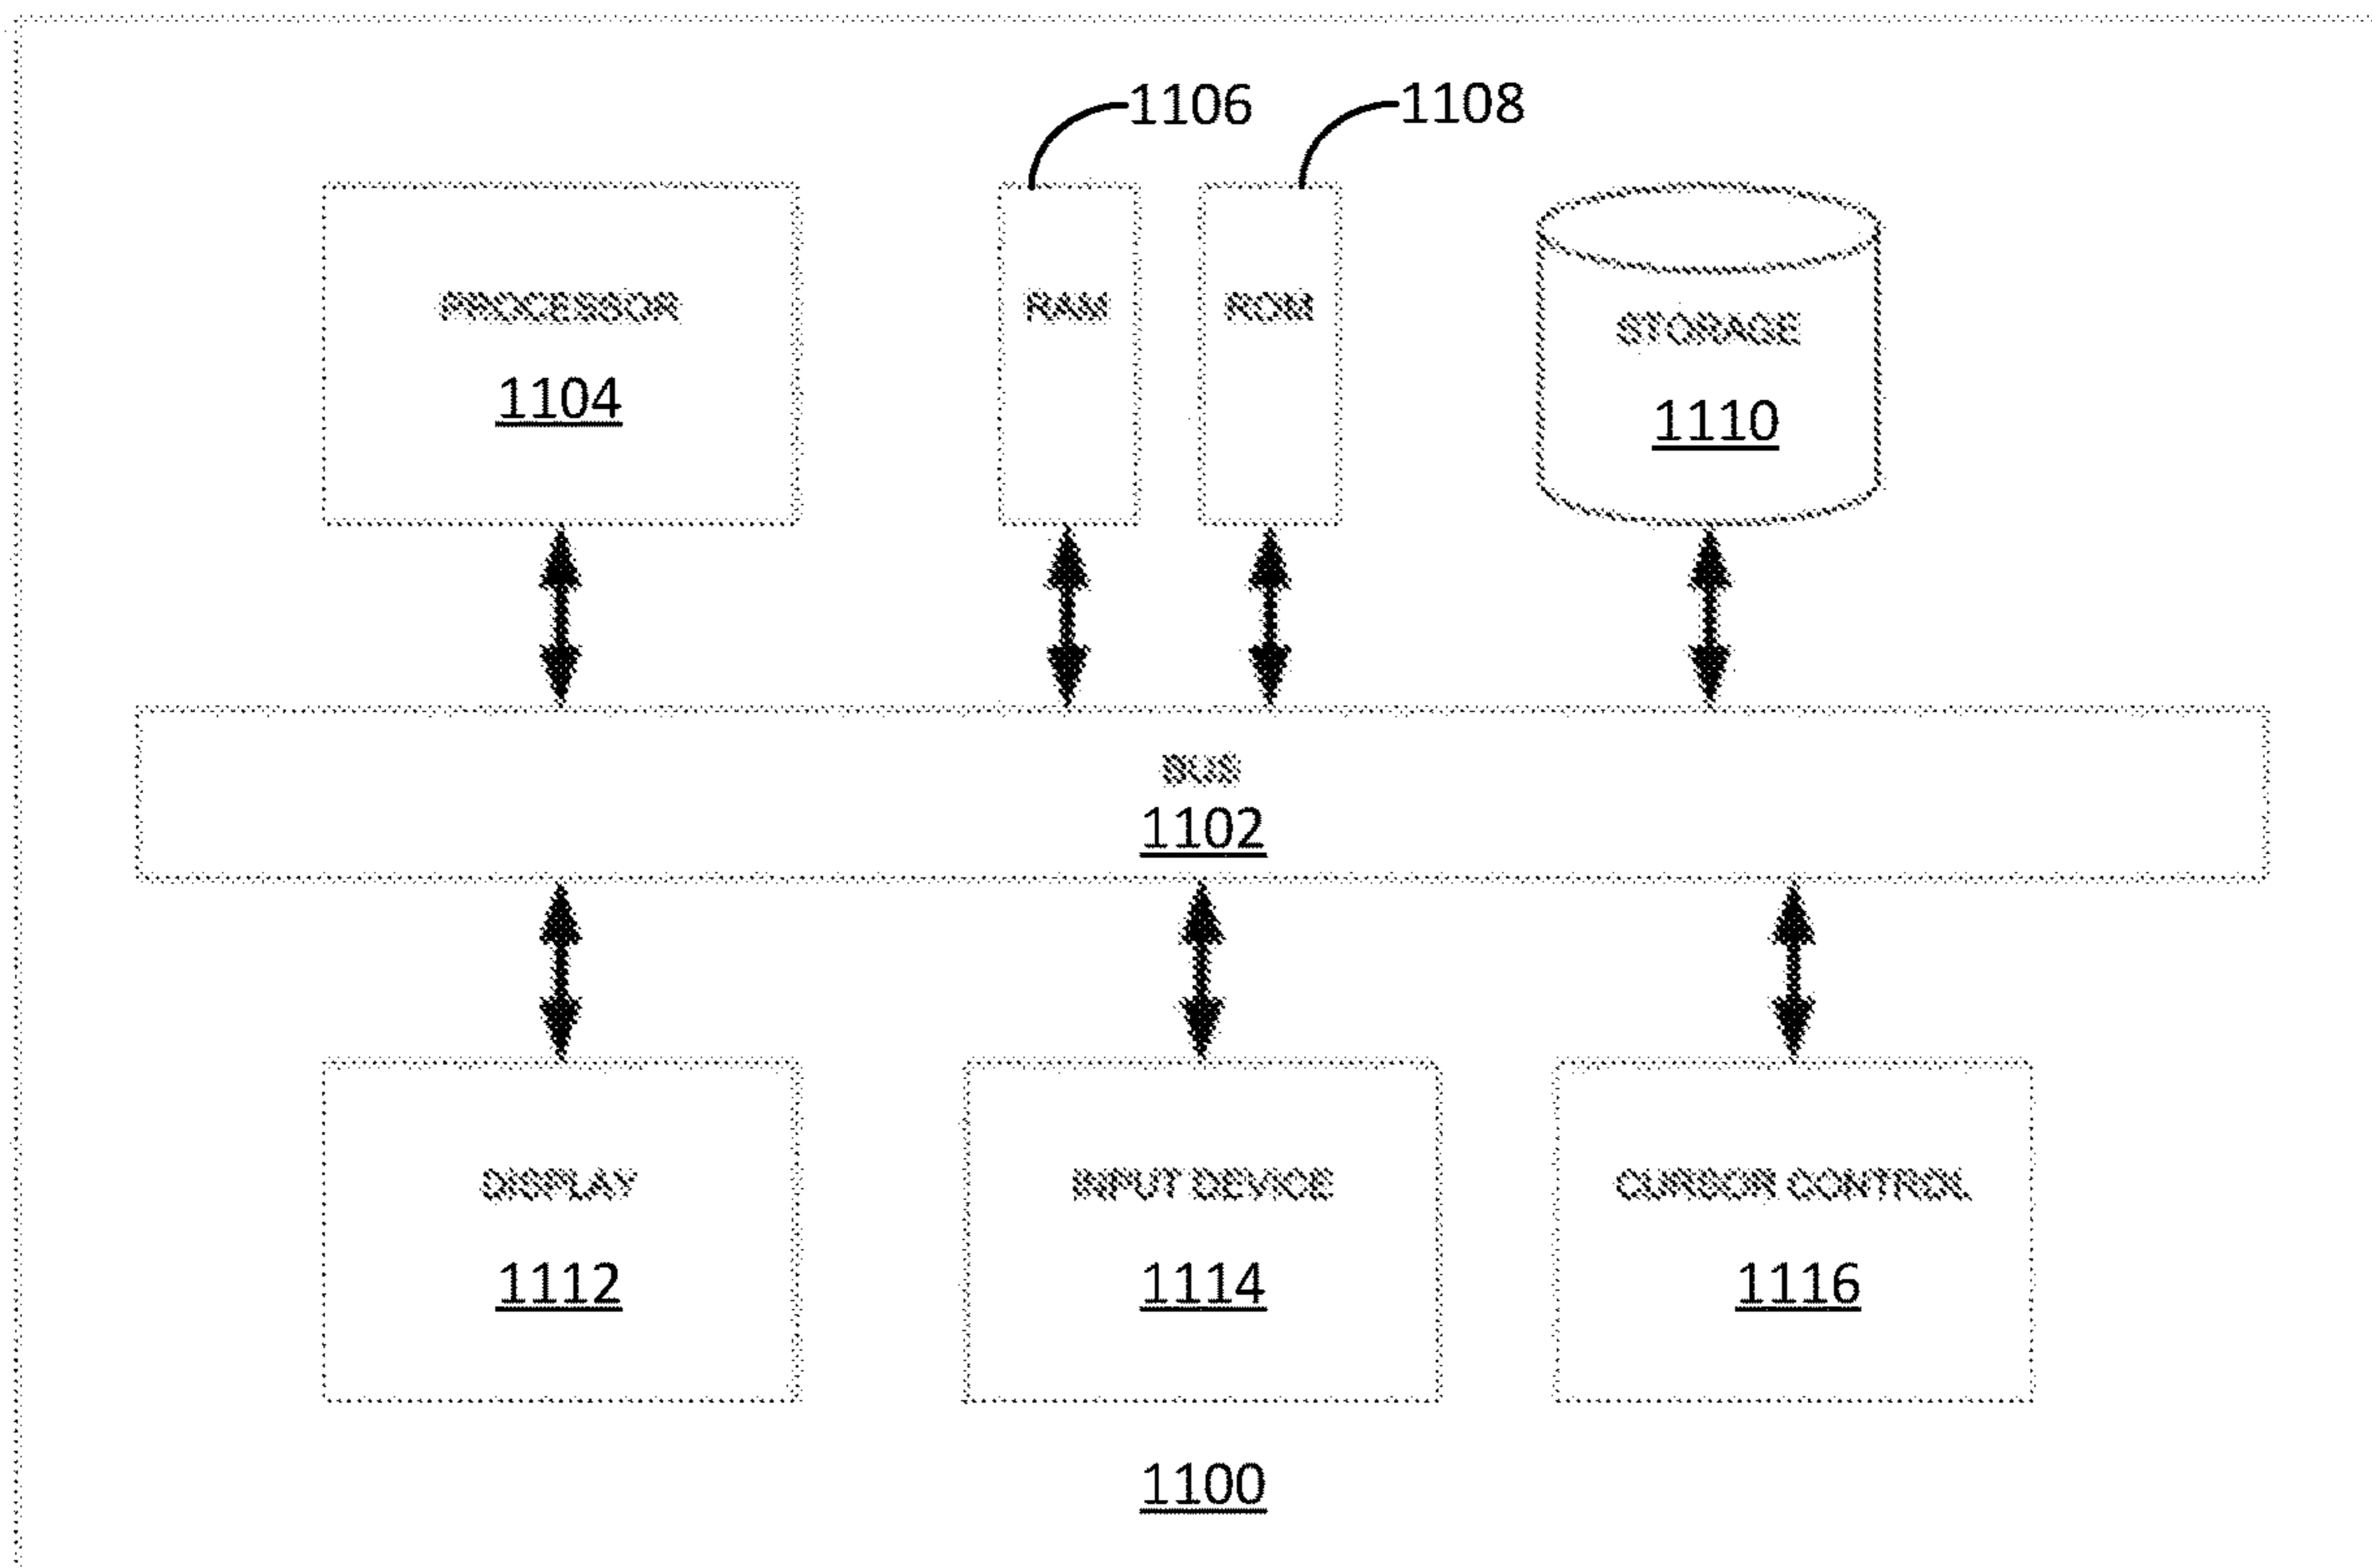 1106
1108
PROCESSOR
1104
RAM
ROM
STORAGE
1110
BUS
1102
DISPLAY
1112
INPUT DEVICE
1114
CURSOR CONTROL
1116
1100